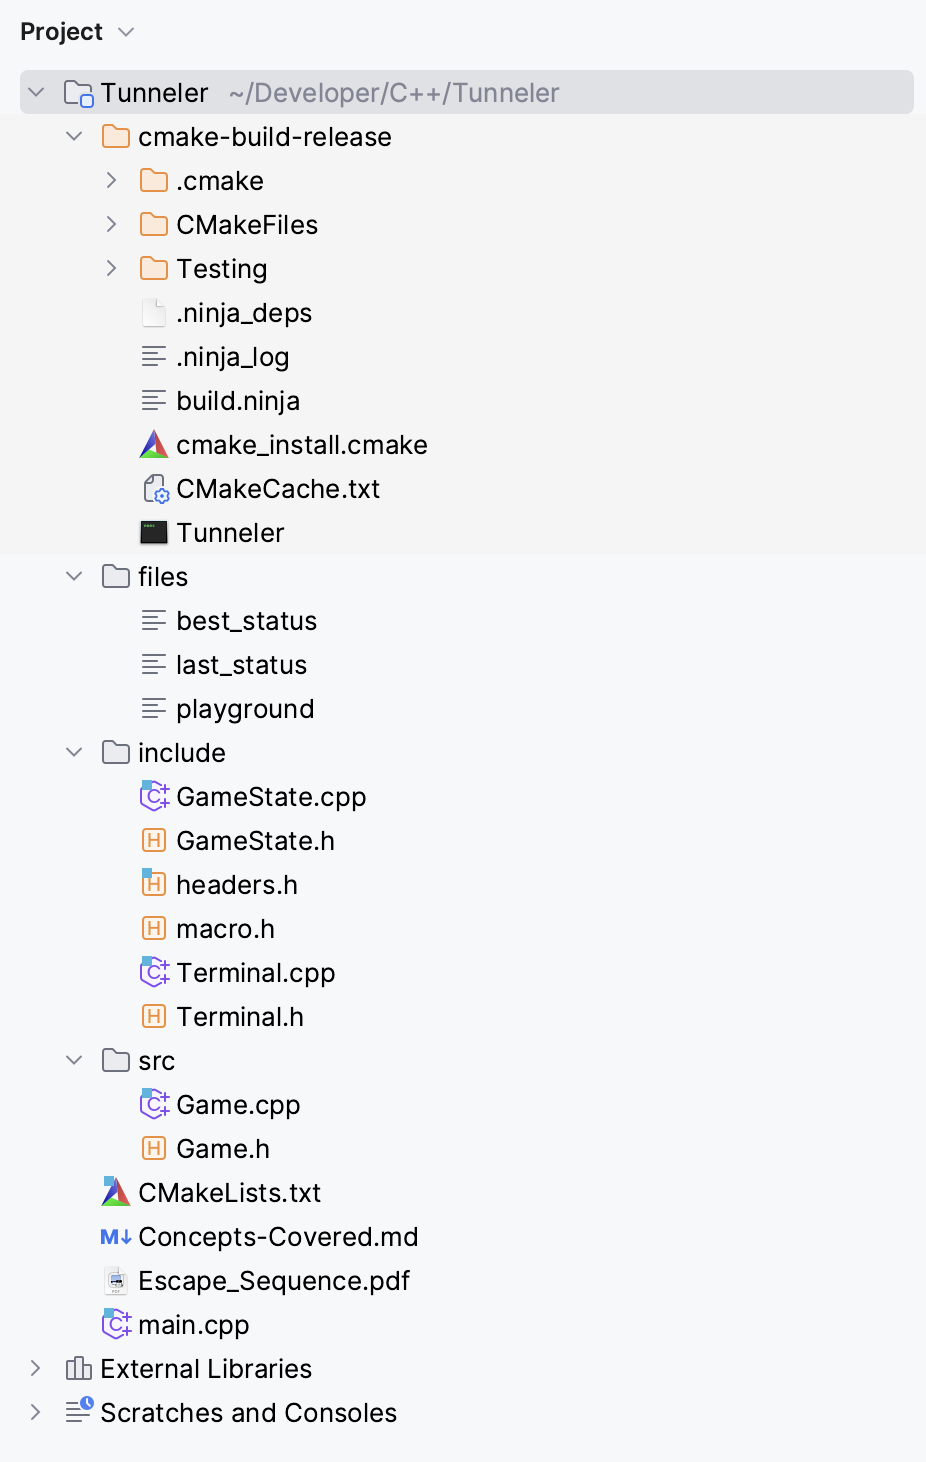 Project
Tunneler ~/Developer/C++/Tunneler
cmake-build-release
.cmake
CMakeFiles
Testing
.ninja_deps
.ninja_log
build.ninja
cmake_install.cmake
CMakeCache.txt
Tunneler
files
best_status
last_status
playground
include
GameState.cpp
GameState.h
headers.h
macro.h
Terminal.cpp
Terminal.h
src
Game.cpp
Game.h
CMakeLists.txt
Concepts-Covered.md
Escape_Sequence.pdf
main.cpp
External Libraries
Scratches and Consoles